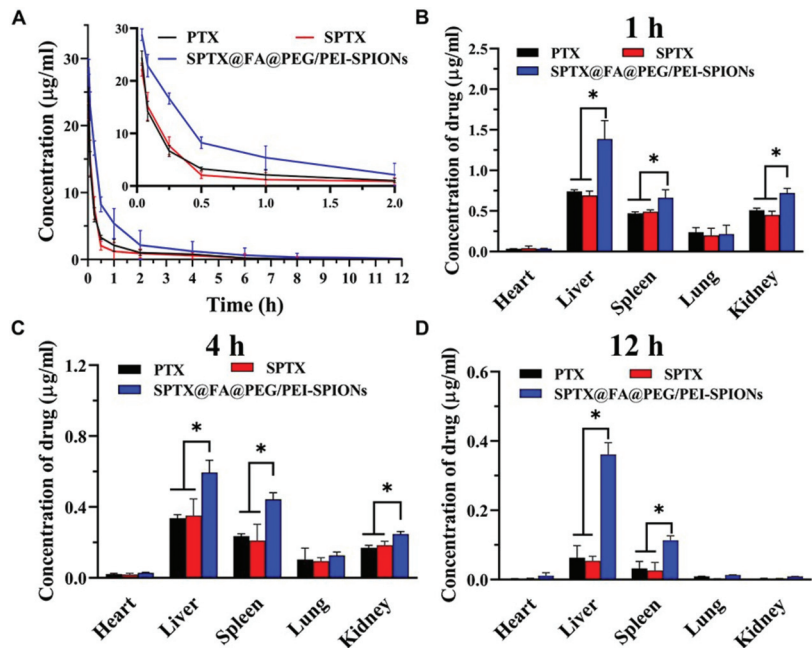 A
PTX
SPTX
SPTX@FA@PEG/PEI-SPIONs
Concentration (μg/ml)
30
20
10
0
30
20
10
0
0.0
0.5
1.0
1.5
2.0
0
1
2
3
4
5
6
7
8
9
10
11
12
Time (h)
B
1 h
PTX
SPTX
SPTX@FA@PEG/PEI-SPIONs
Concentration of drug (μg/ml)
2.5
2.0
1.5
1.0
0.5
0.0
*
*
*
Heart
Liver
Spleen
Lung
Kidney
C
4 h
PTX
SPTX
SPTX@FA@PEG/PEI-SPIONs
Concentration of drug (μg/ml)
1.2
0.8
0.4
0.0
*
*
*
Heart
Liver
Spleen
Lung
Kidney
D
12 h
PTX
SPTX
SPTX@FA@PEG/PEI-SPIONs
Concentration of drug (μg/ml)
0.6
0.4
0.2
0.0
*
*
Heart
Liver
Spleen
Lung
Kidney